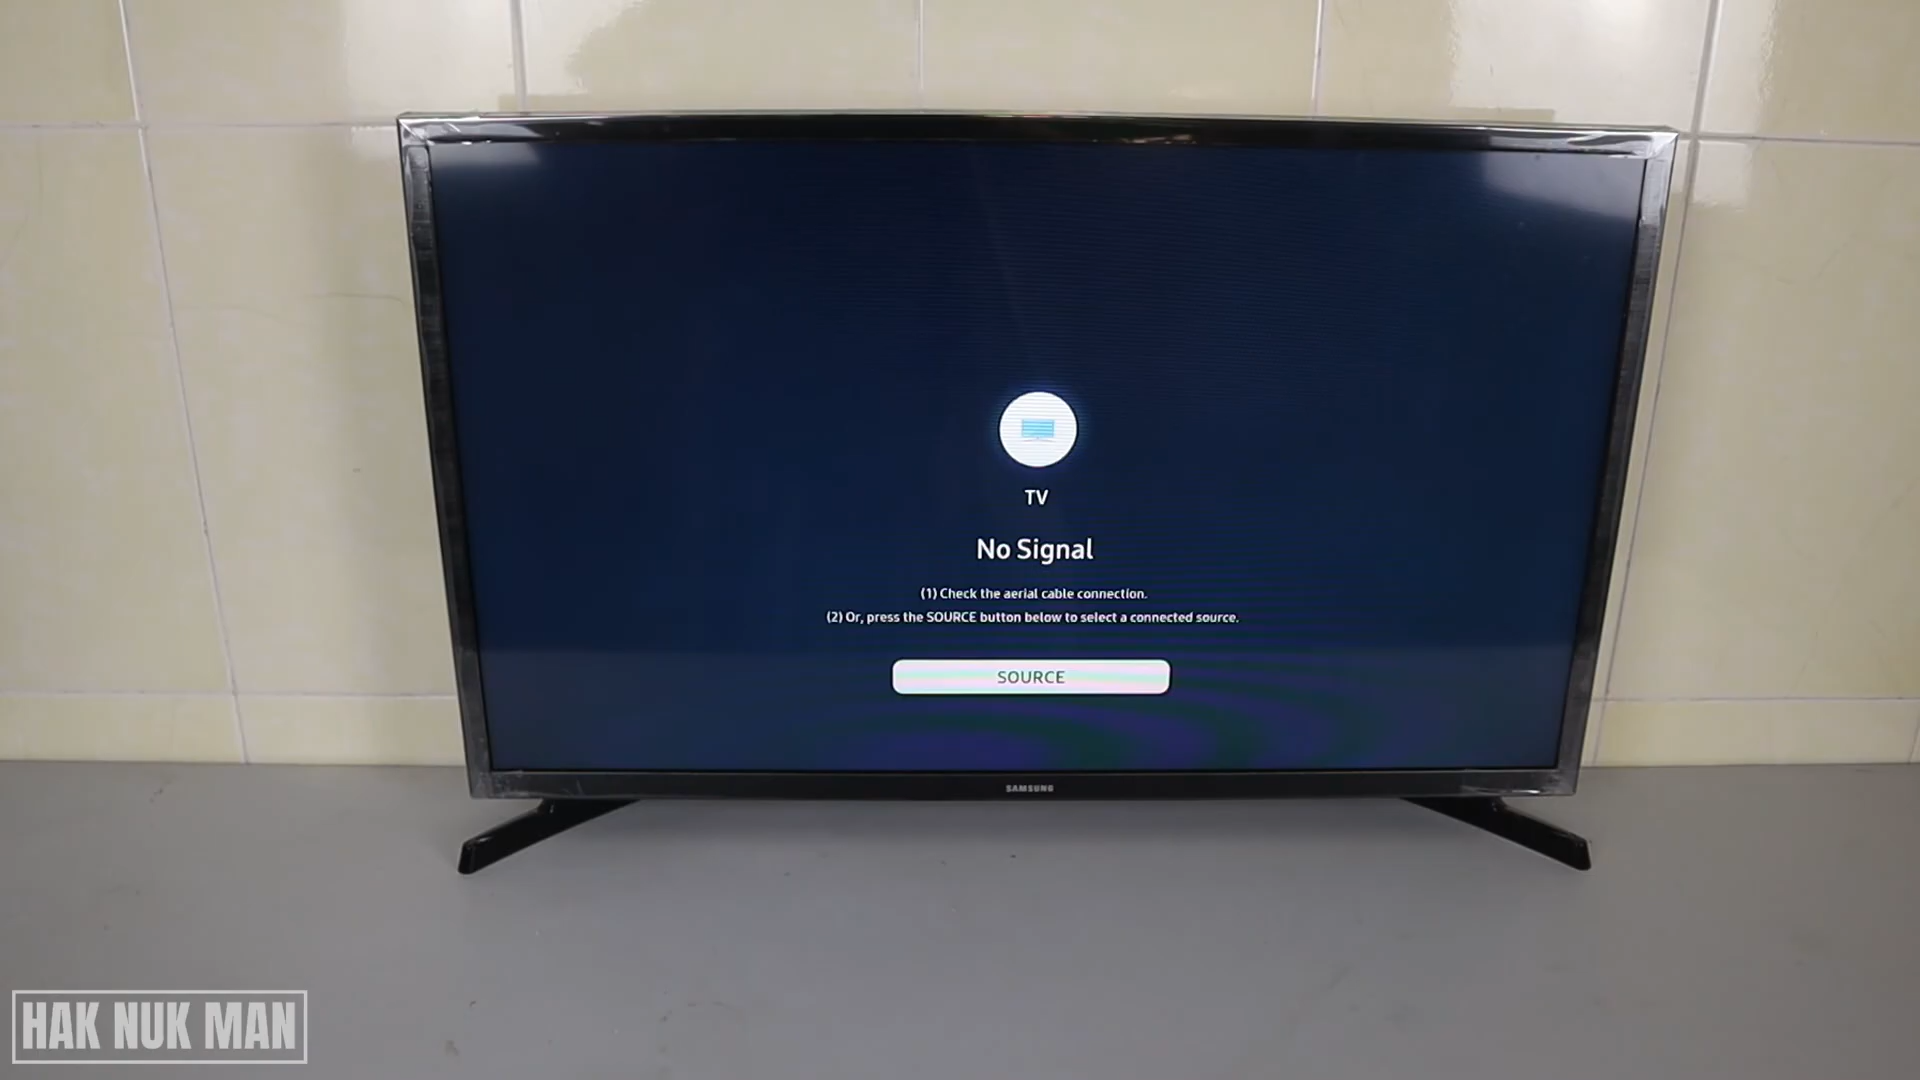 TV
No Signal
(1) Check the aerial cable connection.
(2) Or, press the SOURCE button below to select a connected source.
SOURCE
SAMSUNG
HAK NUK MAN